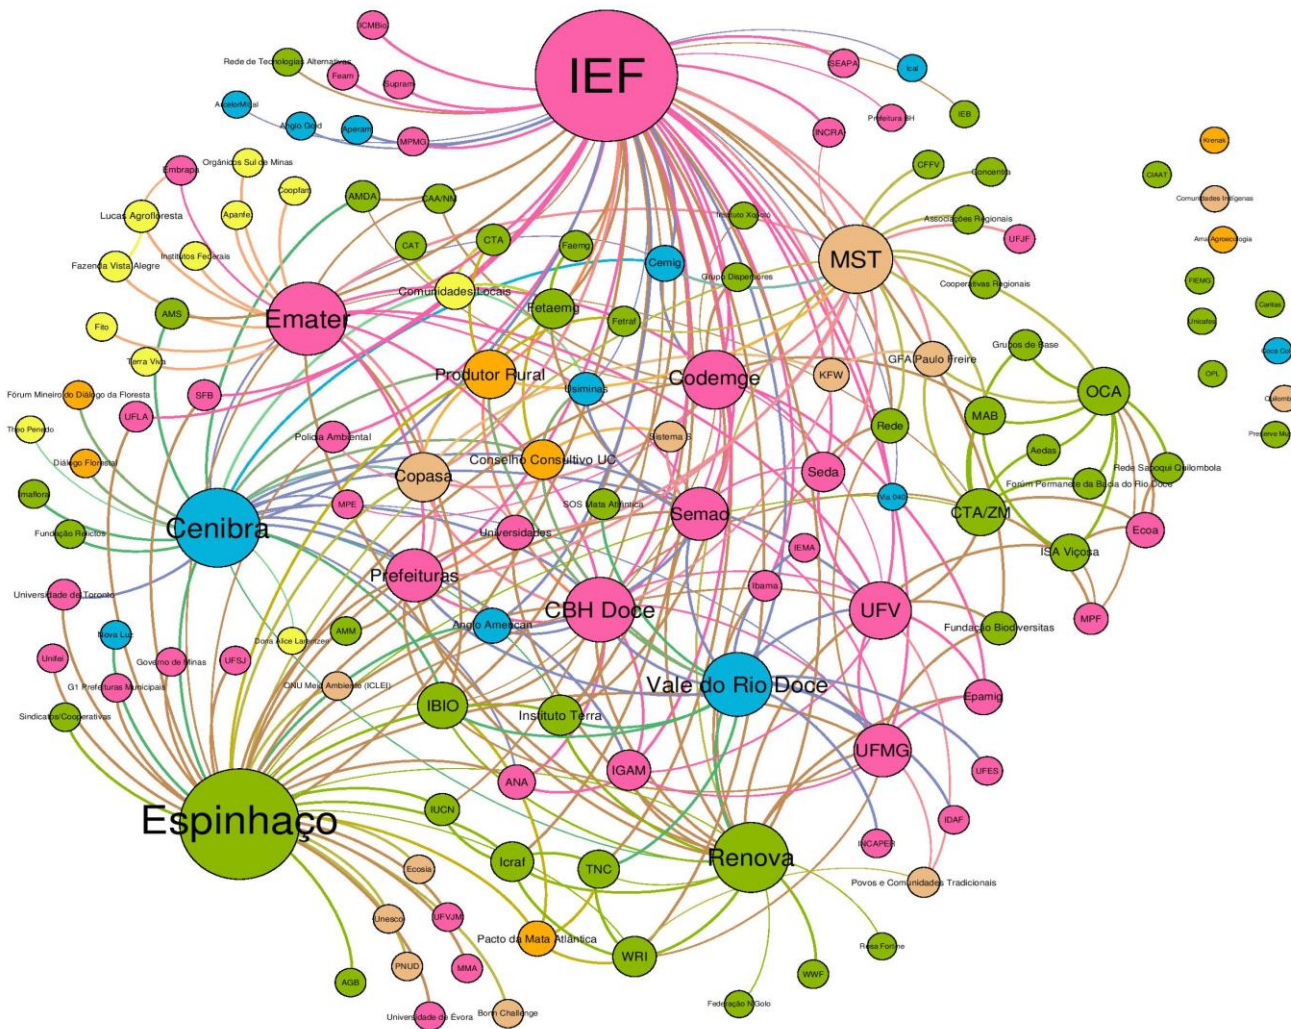 ICMBio
IEF
Rede de Tecnologias Alternativas
Feam
Supram
SEAPA
Ical
ArcelorMittal
Anglo Gold
Aperam
MPMG
INCRA
Prefeitura BH
IEB
Krenak
CIAAT
Comunidades Indígenas
Embrapa
Orgânicos Sul de Minas
Coopfam
AMDA
CAA/NM
CFFV
Concentra
Lucas Agrofloresta
Apanfe
CAT
CTA
Faemg
Instituto Xopotó
Associações Regionais
UFJF
Institutos Federais
Fazenda Vista Alegre
Comunidades Locais
Cemig
Grupo Dispersores
MST
Cooperativas Regionais
FIEMG
Caritas
AMS
Emater
Fetaemg
Fetraf
Unicafes
Fito
Terra Viva
Grupos de Base
GFA Paulo Freire
OPL
Fórum Mineiro do Diálogo da Floresta
SFB
Produtor Rural
Usiminas
Codemge
KFW
OCA
UFLA
MAB
Theo Penedo
Policia Ambiental
Sistema S
Rede
Aedas
Diálogo Florestal
Copasa
Conselho Consultivo UC
Seda
Rede Sapoqui Quilombola
Fórum Permanete da Bacia do Rio Doce
Imaflora
MPE
SOS Mata Atlântica
Via 040
CTA/ZM
Cenibra
Fundação Relictos
Universidades
Semad
Ecoa
IEMA
ISA Viçosa
Prefeituras
Ibama
Universidade de Toronto
CBH Doce
UFV
MPF
Nova Luz
Dona Alice Lorentzen
AMM
Anglo American
Fundação Biodiversitas
Unifei
Governo de Minas
UFSJ
G1 Prefeituras Municipais
ONU Meio Ambiente (ICLEI)
Vale do Rio Doce
Epamig
Sindicatos/Cooperativas
IBIO
Instituto Terra
UFMG
ANA
IGAM
UFES
IUCN
IDAF
Espinhaço
INCAPER
Icraf
TNC
Renova
Ecosia
Povos e Comunidades Tradicionais
Unesco
UFVJM
Pacto da Mata Atlântica
PNUD
MMA
WRI
AGB
WWF
Federação N'Golo
Universidade de Évora
Bonn Challenge